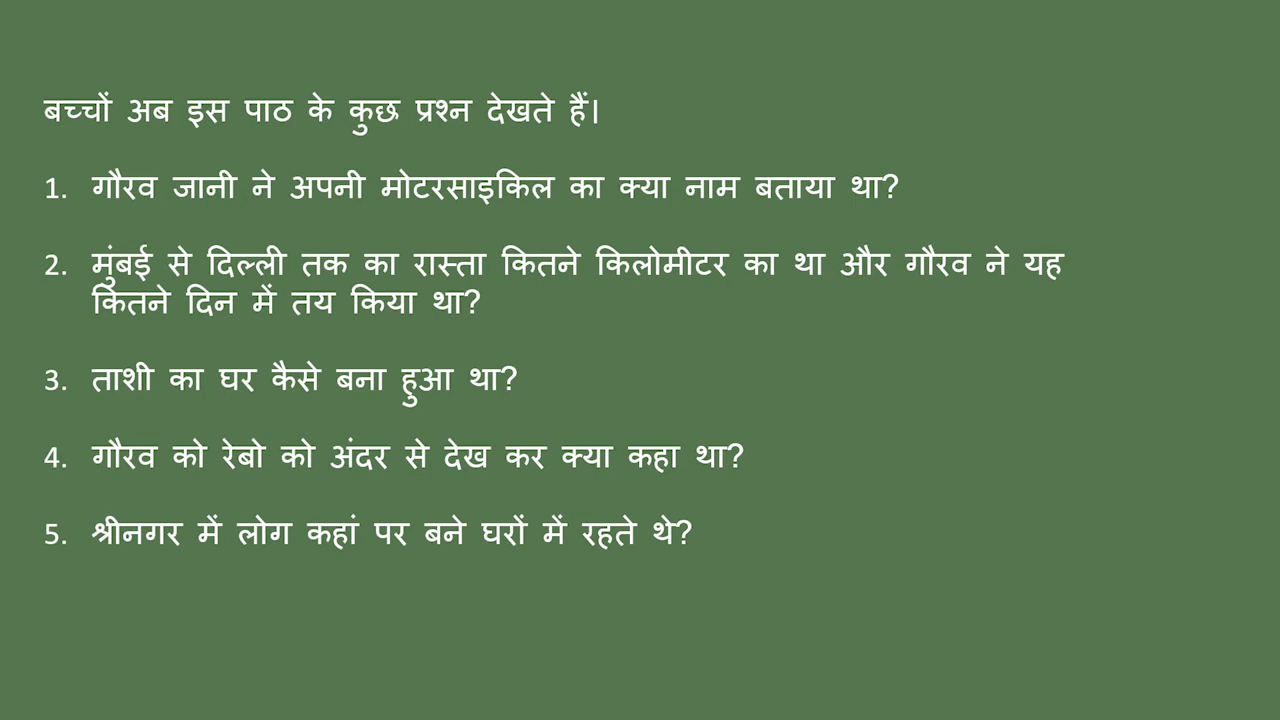 बच्चों अब इस पाठ के कुछ प्रश्न देखते हैं।
1. गौरव जानी ने अपनी मोटरसाइकिल का क्या नाम बताया था?
2. मुंबई से दिल्ली तक का रास्ता कितने किलोमीटर का था और गौरव ने यह
कितने दिन में तय किया था?
3. ताशी का घर कैसे बना हुआ था?
4. गौरव को रेबो को अंदर से देख कर क्या कहा था?
5. श्रीनगर में लोग कहां पर बने घरों में रहते थे?